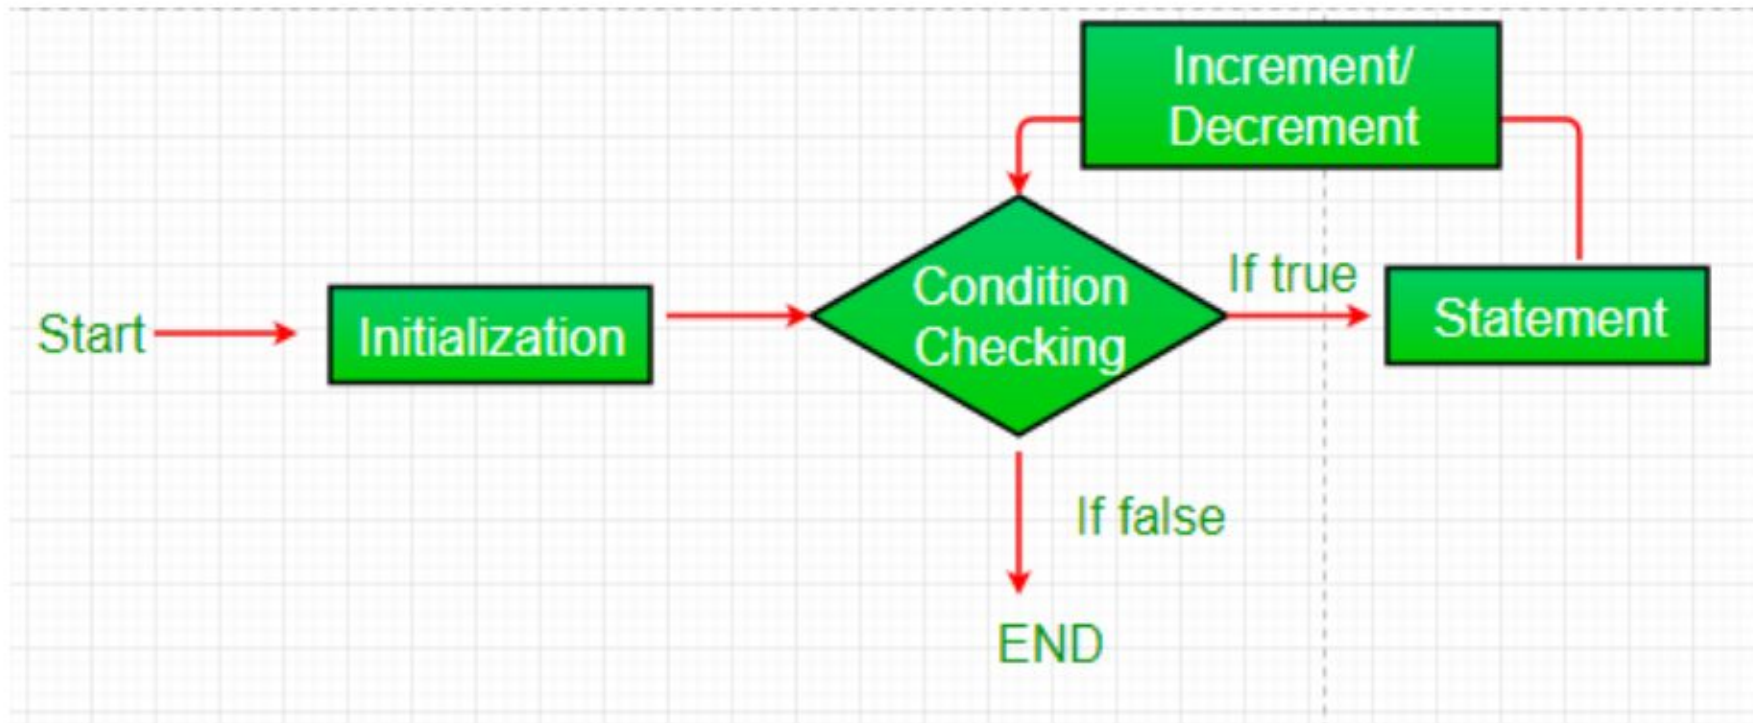 Increment/
Decrement
Start
Initialization
Condition
Checking
If true
Statement
If false
END